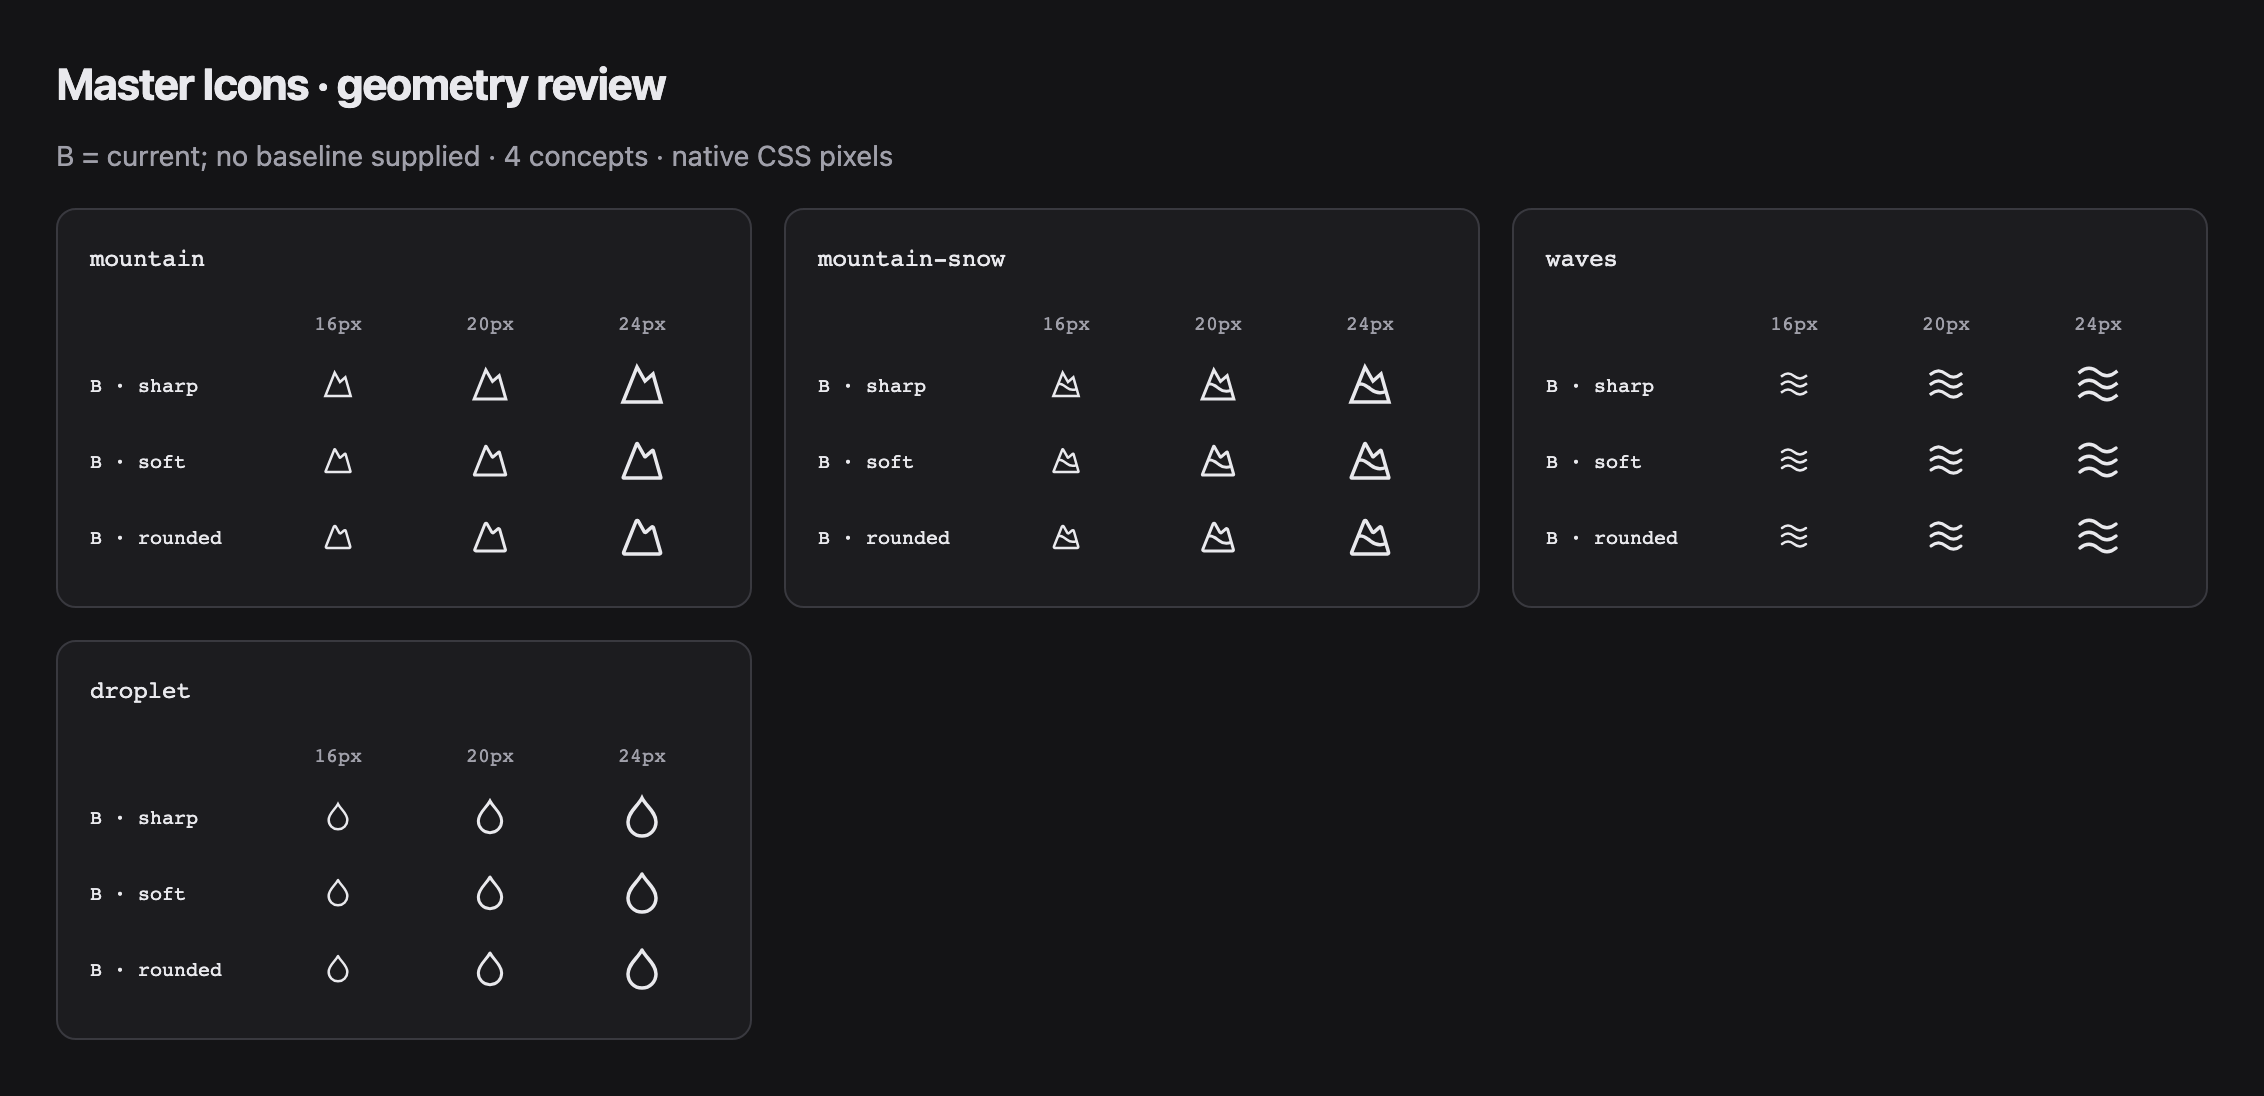 Master Icons · geometry review
B = current; no baseline supplied · 4 concepts · native CSS pixels
mountain
16px 20px 24px
B · sharp
B · soft
B · rounded
mountain-snow
16px 20px 24px
B · sharp
B · soft
B · rounded
waves
16px 20px 24px
B · sharp
B · soft
B · rounded
droplet
16px 20px 24px
B · sharp
B · soft
B · rounded